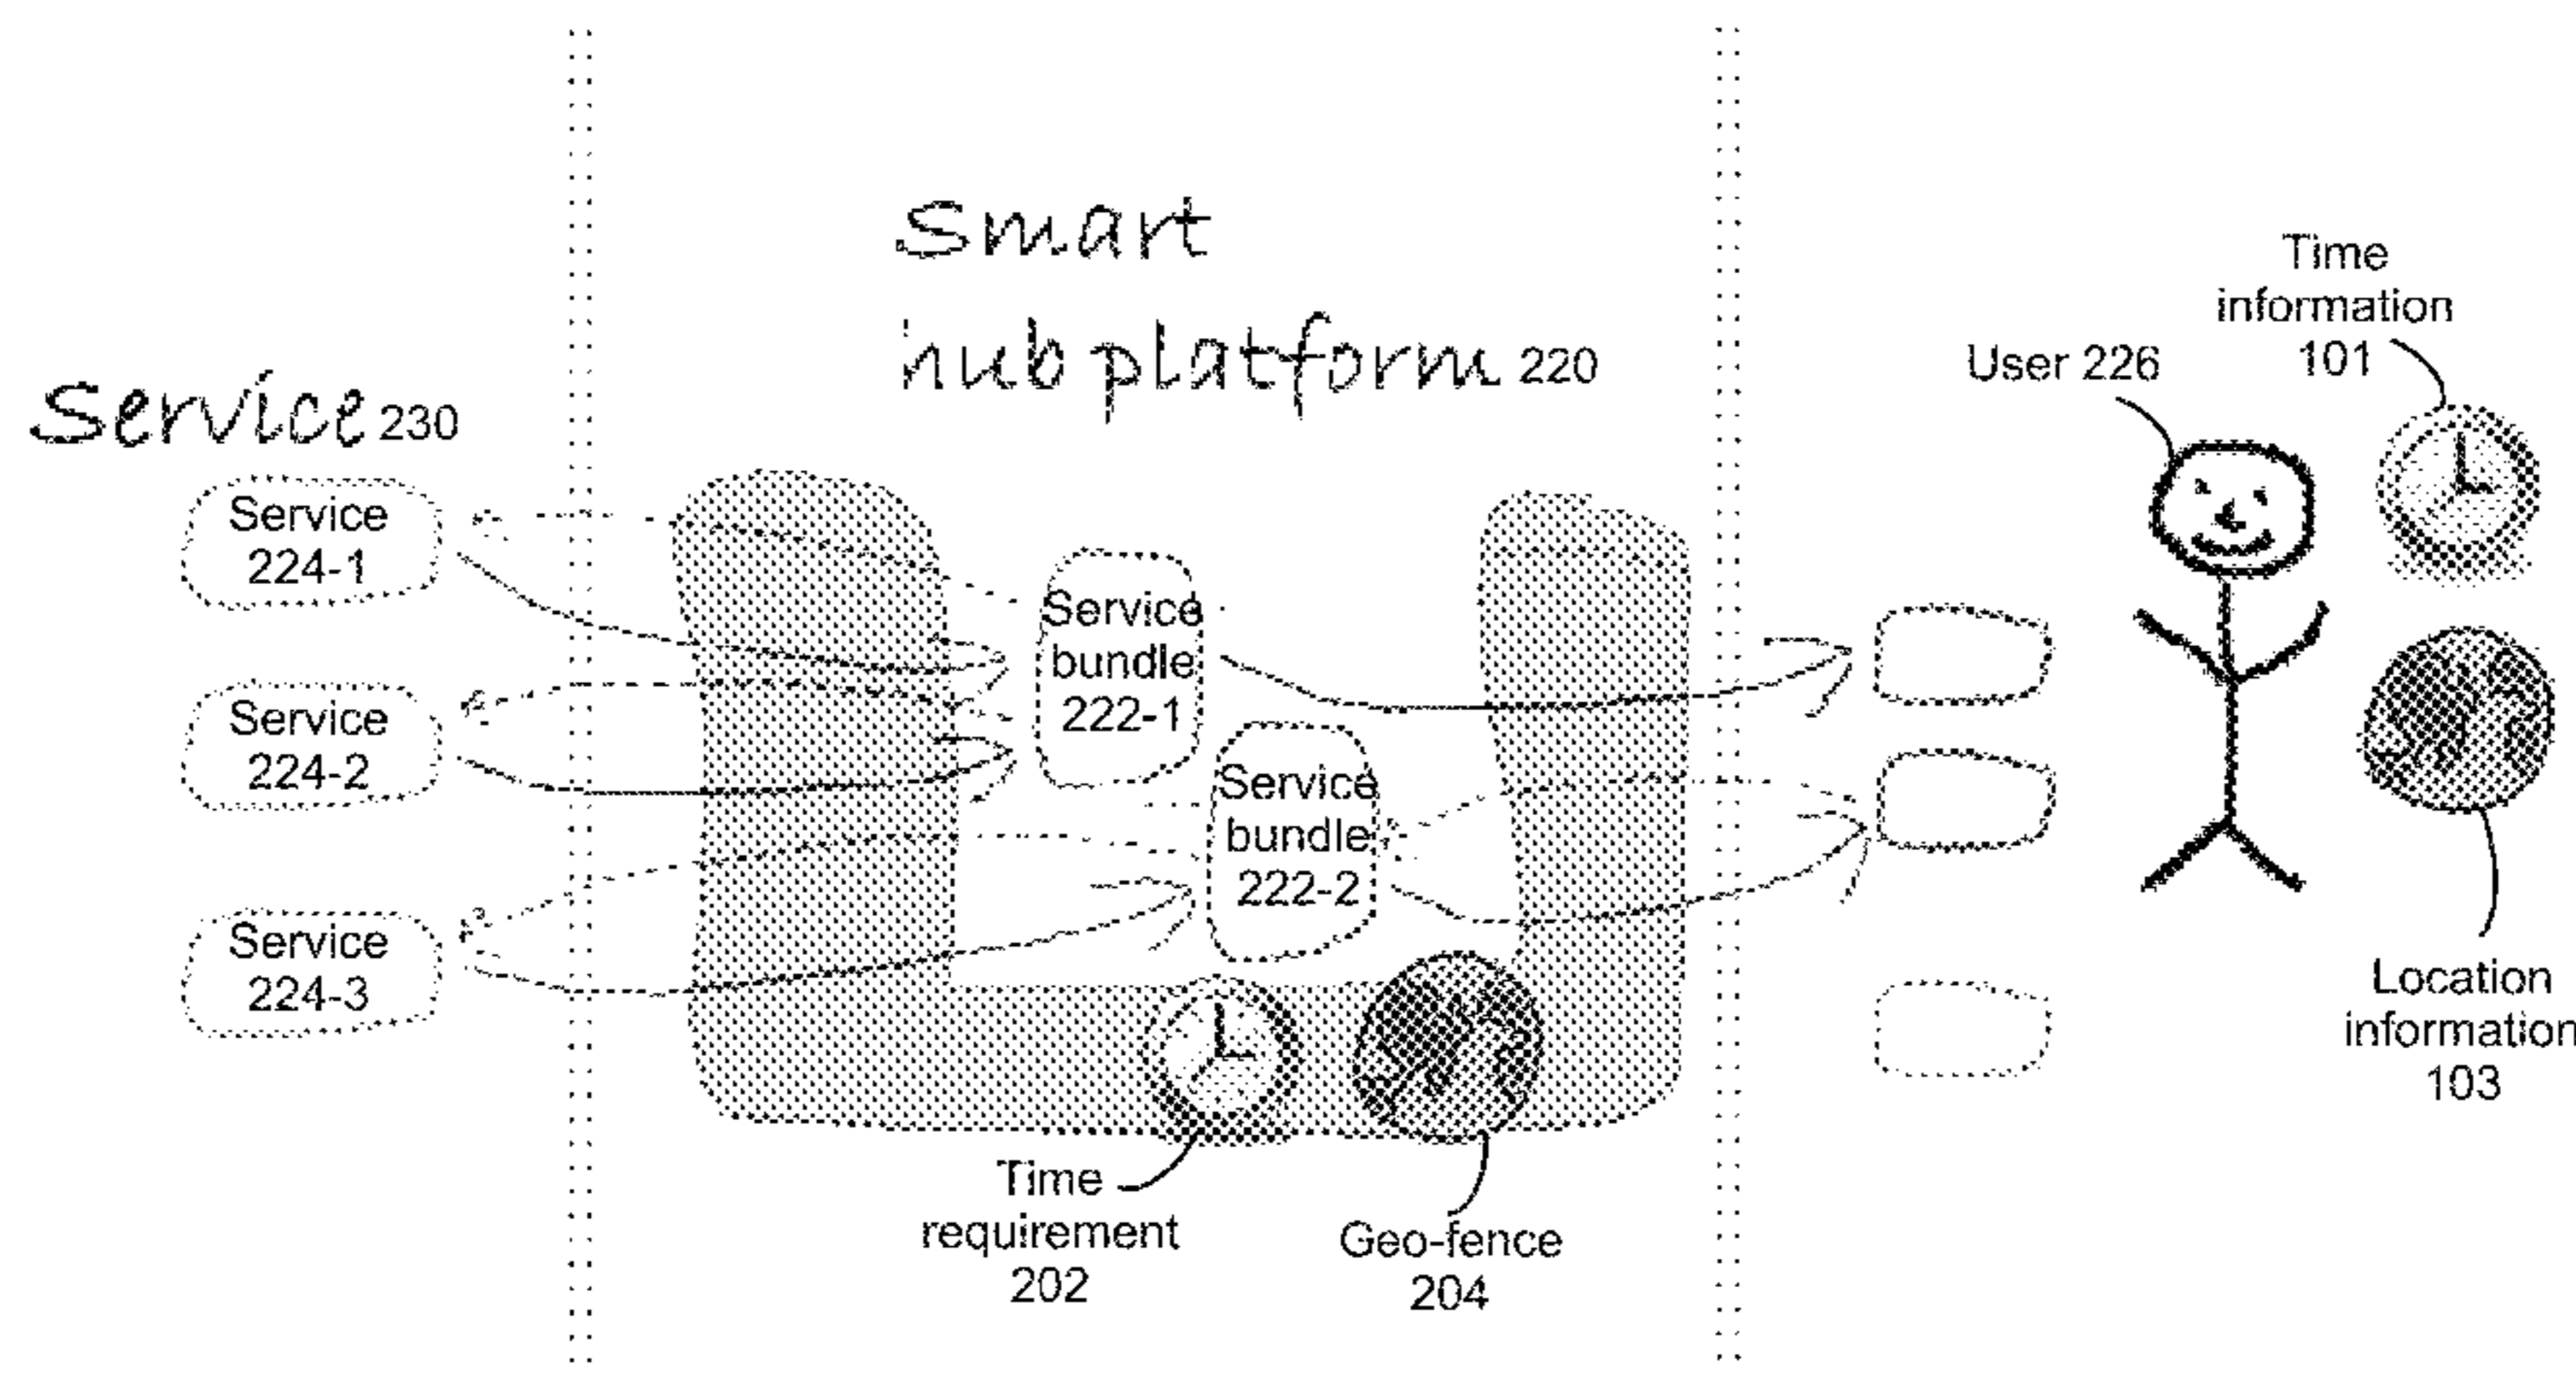 Service 230
Service
224-1
Service
224-2
Service
224-3
Smart
hub platform 220
Service
bundle
222-1
Service
bundle
222-2
Time
requirement
202
Geo-fence
204
User 226
Time
information
101
Location
information
103